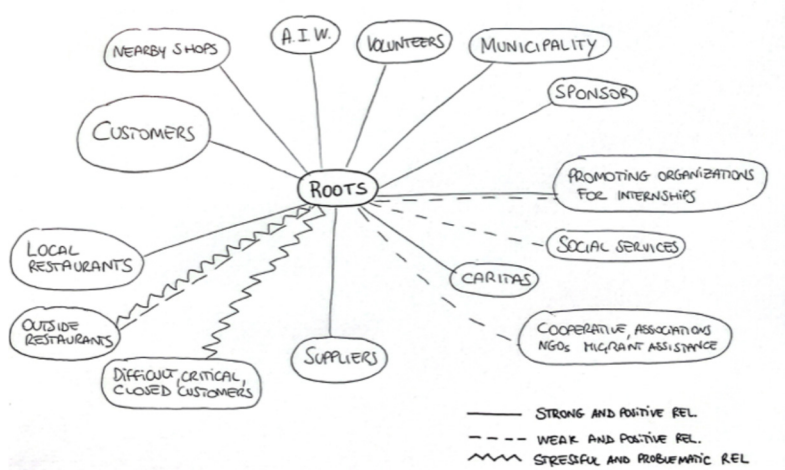 NEARBY SHOPS
A.I.W.
VOLUNTEERS
MUNICIPALITY
SPONSOR
CUSTOMERS
ROOTS
PROMOTING ORGANIZATIONS
FOR INTERNSHIPS
LOCAL
RESTAURANTS
SOCIAL SERVICES
CARITAS
OUTSIDE
RESTAURANTS
COOPERATIVE, ASSOCIATIONS
NGOs MIGRANT ASSISTANCE
SUPPLIERS
DIFFICULT, CRITICAL,
CLOSED CUSTOMERS
STRONG AND POSITIVE REL.
WEAK AND POSITIVE REL.
STRESSFUL AND PROBLEMATIC REL